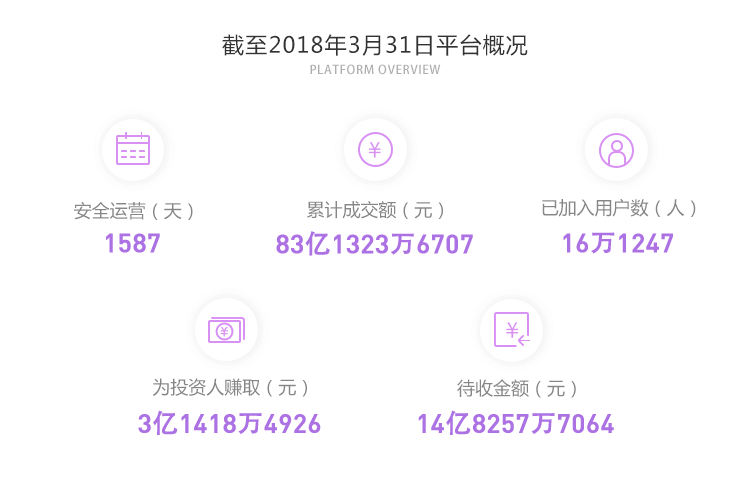 截至2018年3月31日平台概况
PLATFORM OVERVIEW
安全运营（天）
1587
累计成交额（元）
83亿1323万6707
已加入用户数（人）
16万1247
为投资人赚取（元）
3亿1418万4926
待收金额（元）
14亿8257万7064